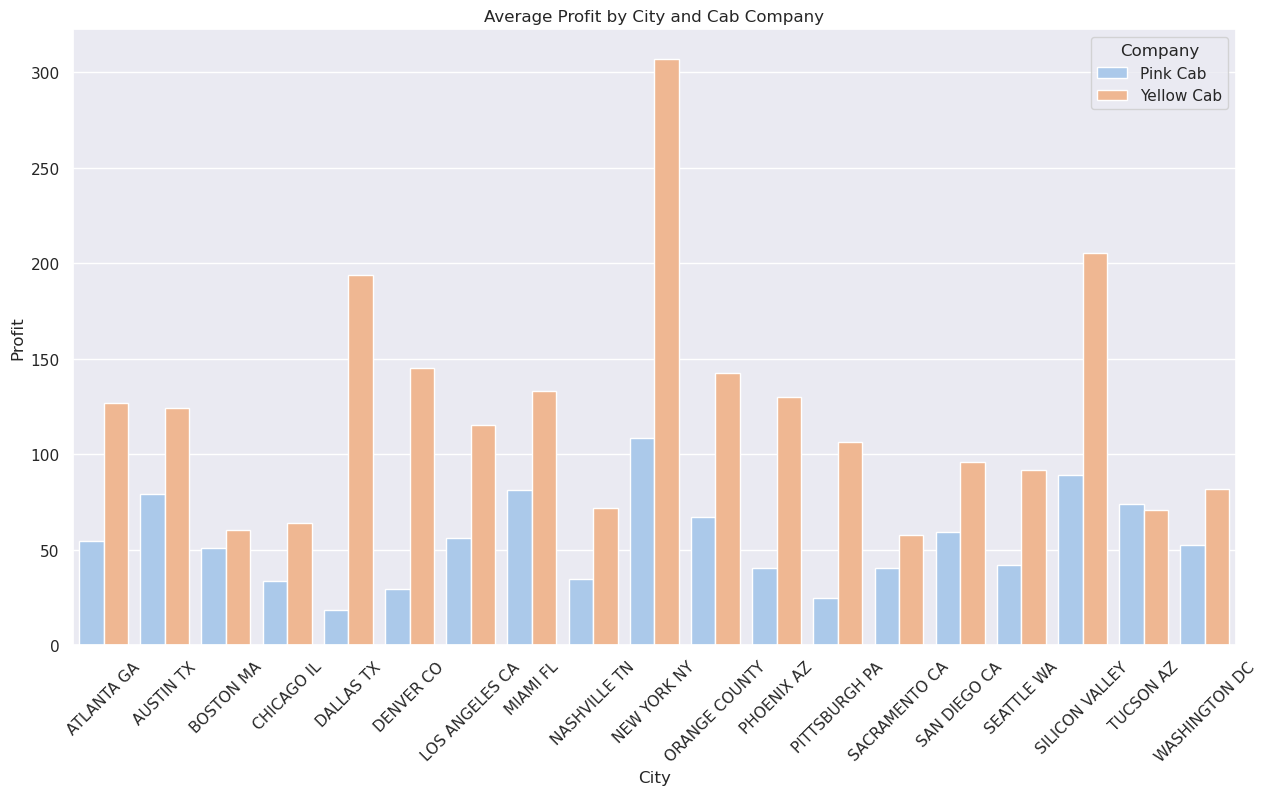 Average Profit by City and Cab Company
Company
Pink Cab
Yellow Cab
Profit
300
250
200
150
100
50
0
ATLANTA GA
AUSTIN TX
BOSTON MA
CHICAGO IL
DALLAS TX
DENVER CO
LOS ANGELES CA
MIAMI FL
NASHVILLE TN
NEW YORK NY
ORANGE COUNTY
PHOENIX AZ
PITTSBURGH PA
SACRAMENTO CA
SAN DIEGO CA
SEATTLE WA
SILICON VALLEY
TUCSON AZ
WASHINGTON DC
City